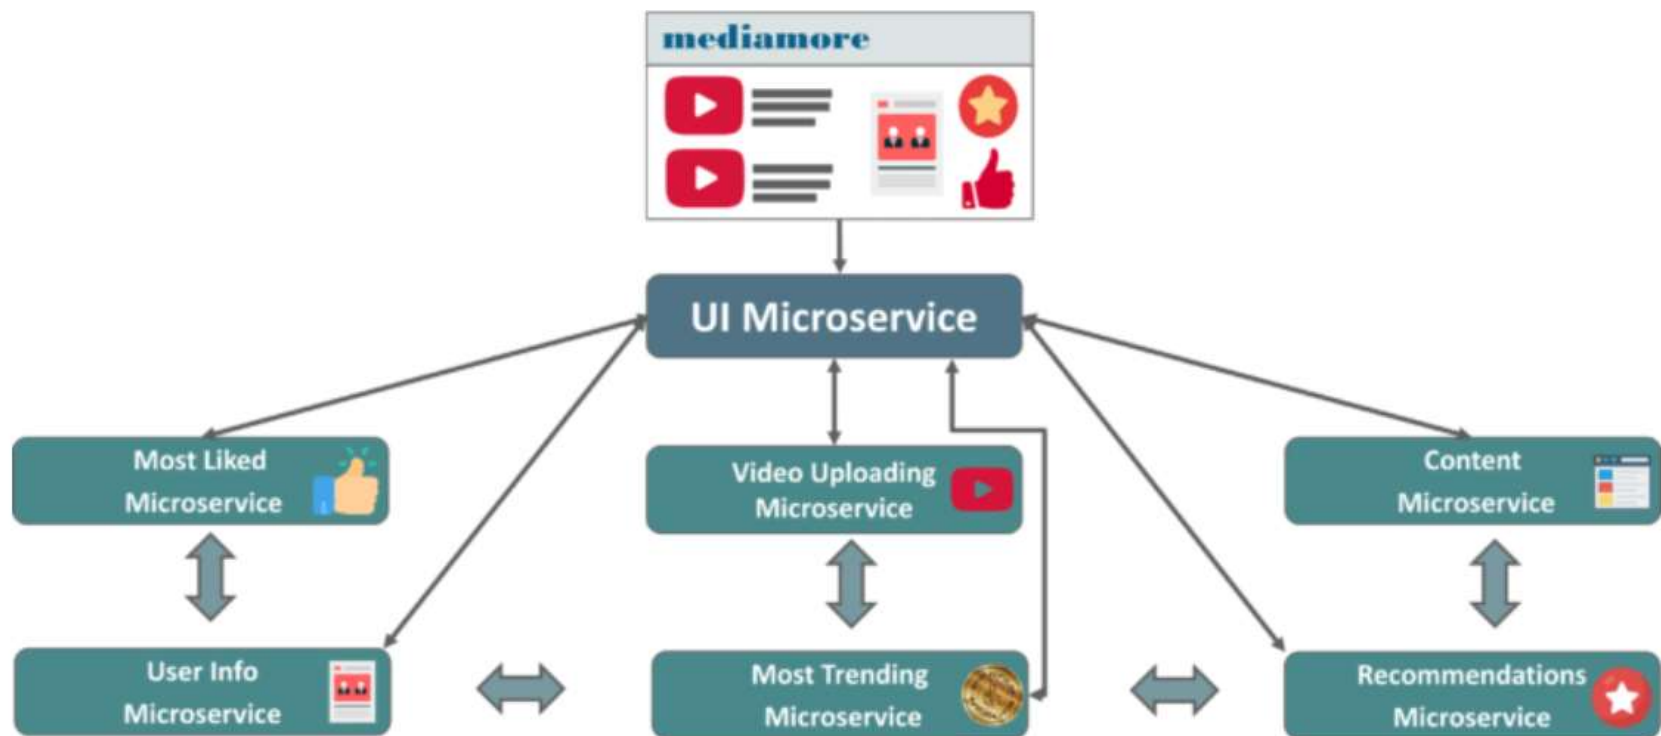 mediamore
UI Microservice
Most Liked
Microservice
Video Uploading
Microservice
Content
Microservice
User Info
Microservice
Most Trending
Microservice
Recommendations
Microservice